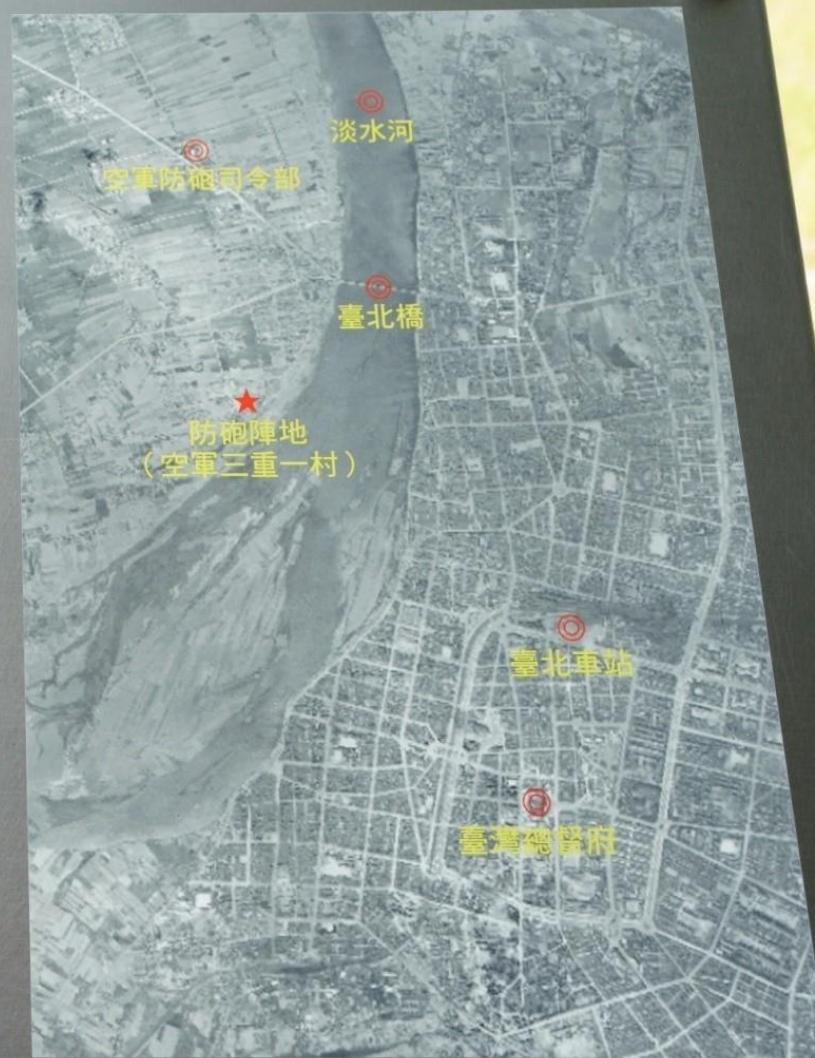 淡水河
空軍防砲司令部
臺北橋
防砲陣地
（空軍三重一村）
臺北車站
臺灣總督府